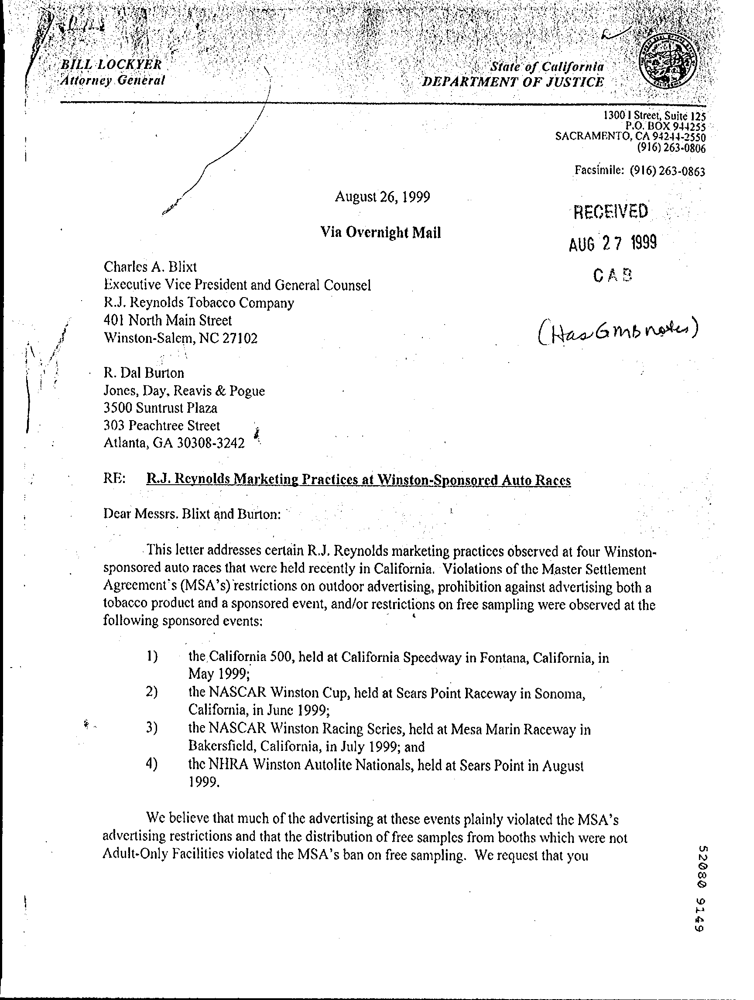 BILL LOCKYER
Attorney General
State of California
DEPARTMENT OF JUSTICE
1300 I Street, Suite 125
P.O. BOX 944255
SACRAMENTO, CA 94244-2550
(916) 263-0806
Facsimile: (916) 263-0863
August 26, 1999
Via Overnight Mail
RECEIVED
AUG 27 1999
CAB
Charles A. Blixt
Executive Vice President and General Counsel
R.J. Reynolds Tobacco Company
401 North Main Street
Winston-Salem, NC 27102
(Has GMB notes)
R. Dal Burton
Jones, Day, Reavis & Pogue
3500 Suntrust Plaza
303 Peachtree Street
Atlanta, GA 30308-3242
RE: R.J. Reynolds Marketing Practices at Winston-Sponsored Auto Races
Dear Messrs. Blixt and Burton:
This letter addresses certain R.J. Reynolds marketing practices observed at four Winston-
sponsored auto races that were held recently in California. Violations of the Master Settlement
Agreement's (MSA's) restrictions on outdoor advertising, prohibition against advertising both a
tobacco product and a sponsored event, and/or restrictions on free sampling were observed at the
following sponsored events:
1) the California 500, held at California Speedway in Fontana, California, in
May 1999;
2) the NASCAR Winston Cup, held at Sears Point Raceway in Sonoma,
California, in June 1999;
3) the NASCAR Winston Racing Series, held at Mesa Marin Raceway in
Bakersfield, California, in July 1999; and
4) the NHRA Winston Autolite Nationals, held at Sears Point in August
1999.
We believe that much of the advertising at these events plainly violated the MSA's
advertising restrictions and that the distribution of free samples from booths which were not
Adult-Only Facilities violated the MSA's ban on free sampling. We request that you
52080 9149